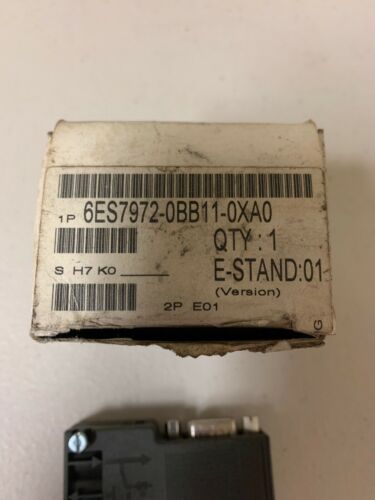 1P 6ES7972-0BB11-0XA0
QTY : 1
S H7 K0
E-STAND:01
(Version)
2P E01
G